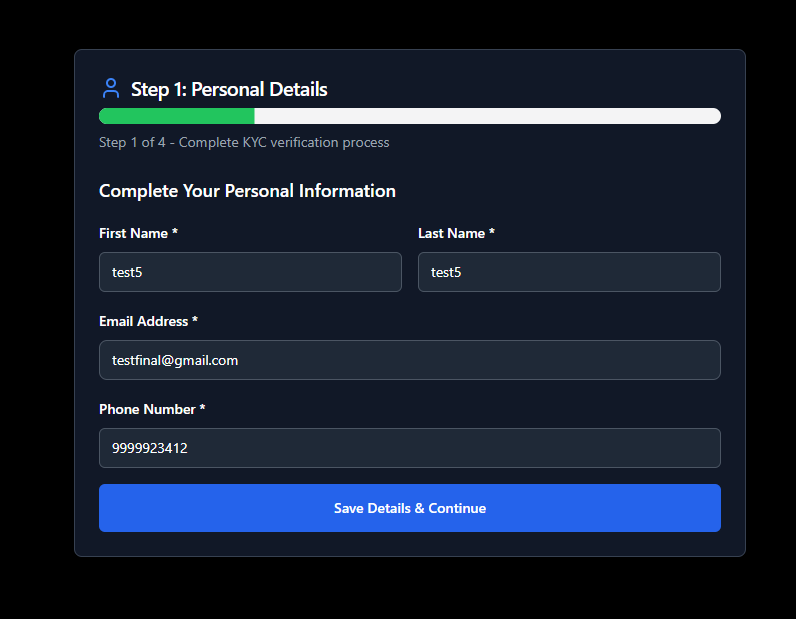 Step 1: Personal Details
Step 1 of 4 - Complete KYC verification process
Complete Your Personal Information
First Name * Last Name *
test5 test5
Email Address *
testfinal@gmail.com
Phone Number *
9999923412
Save Details & Continue